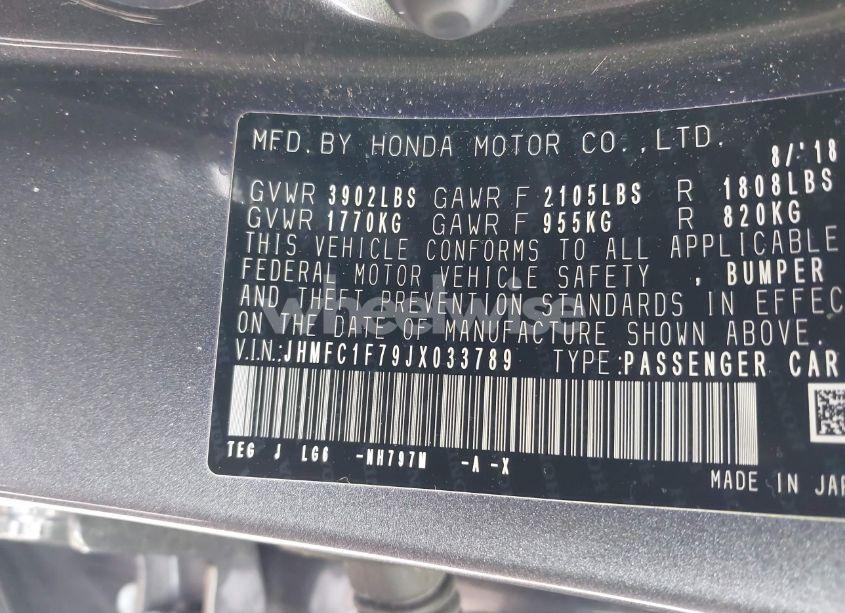 MFD. BY HONDA MOTOR CO., LTD. 8/'18
GVWR 3902LBS GAWR F 2105LBS R 1808LBS
GVWR 1770KG GAWR F 955KG R 820KG
THIS VEHICLE CONFORMS TO ALL APPLICABLE
FEDERAL MOTOR VEHICLE SAFETY , BUMPER
AND THEFT PREVENTION STANDARDS IN EFFEC
ON THE DATE OF MANUFACTURE SHOWN ABOVE.
V.I.N.: JHMFC1F79JX033789 TYPE: PASSENGER CAR
TEG J LG6 -NH797M -A -X
MADE IN JAP
wheelwise